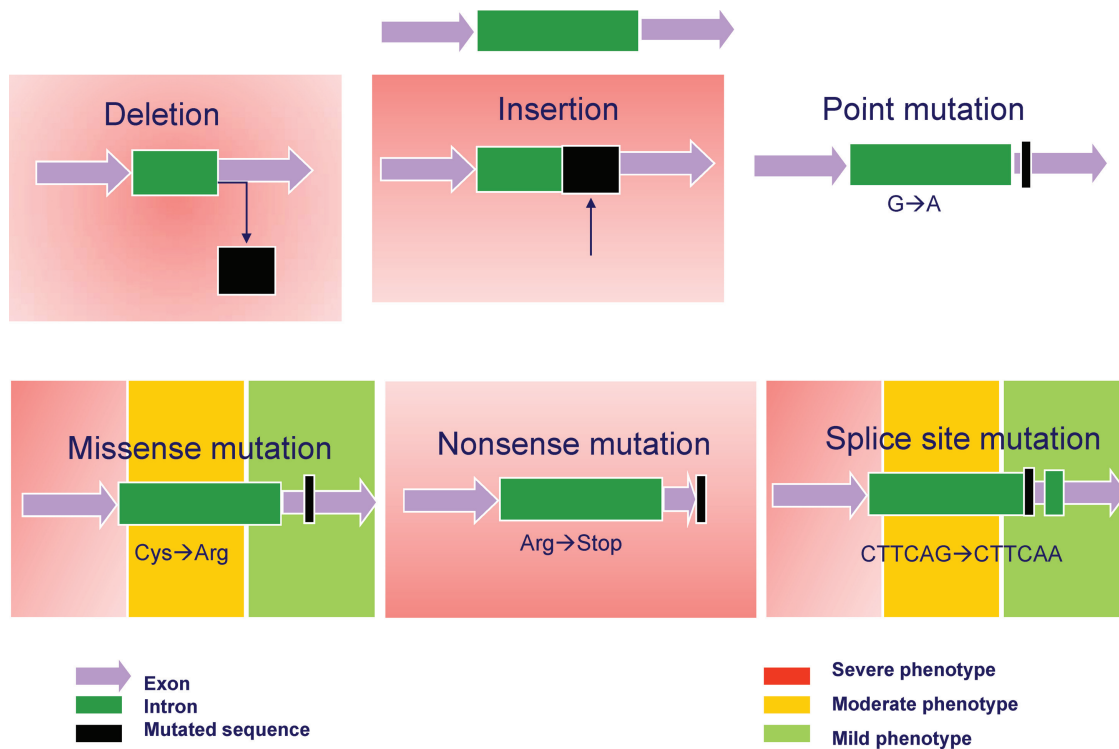 Deletion
Insertion
Point mutation
G→A
Missense mutation
Cys→Arg
Nonsense mutation
Arg→Stop
Splice site mutation
CTTCAG→CTTCAA
Exon
Intron
Mutated sequence
Severe phenotype
Moderate phenotype
Mild phenotype